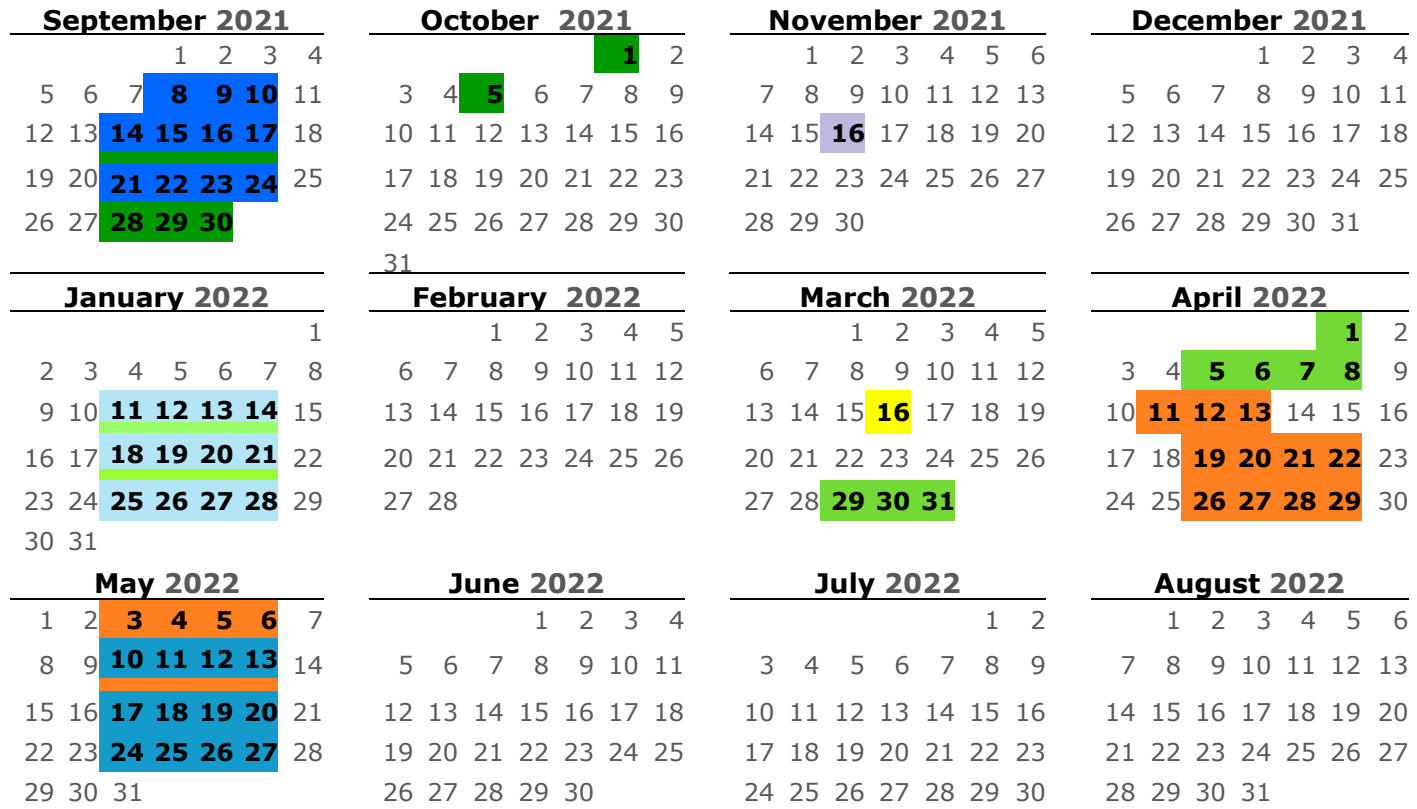 September 2021
1 2 3 4
5 6 7 8 9 10 11
12 13 14 15 16 17 18
19 20 21 22 23 24 25
26 27 28 29 30
October 2021
1 2
3 4 5 6 7 8 9
10 11 12 13 14 15 16
17 18 19 20 21 22 23
24 25 26 27 28 29 30
31
November 2021
1 2 3 4 5 6
7 8 9 10 11 12 13
14 15 16 17 18 19 20
21 22 23 24 25 26 27
28 29 30
December 2021
1 2 3 4
5 6 7 8 9 10 11
12 13 14 15 16 17 18
19 20 21 22 23 24 25
26 27 28 29 30 31
January 2022
1
2 3 4 5 6 7 8
9 10 11 12 13 14 15
16 17 18 19 20 21 22
23 24 25 26 27 28 29
30 31
February 2022
1 2 3 4 5
6 7 8 9 10 11 12
13 14 15 16 17 18 19
20 21 22 23 24 25 26
27 28
March 2022
1 2 3 4 5
6 7 8 9 10 11 12
13 14 15 16 17 18 19
20 21 22 23 24 25 26
27 28 29 30 31
April 2022
1 2
3 4 5 6 7 8 9
10 11 12 13 14 15 16
17 18 19 20 21 22 23
24 25 26 27 28 29 30
May 2022
1 2 3 4 5 6 7
8 9 10 11 12 13 14
15 16 17 18 19 20 21
22 23 24 25 26 27 28
29 30 31
June 2022
1 2 3 4
5 6 7 8 9 10 11
12 13 14 15 16 17 18
19 20 21 22 23 24 25
26 27 28 29 30
July 2022
1 2
3 4 5 6 7 8 9
10 11 12 13 14 15 16
17 18 19 20 21 22 23
24 25 26 27 28 29 30
August 2022
1 2 3 4 5 6
7 8 9 10 11 12 13
14 15 16 17 18 19 20
21 22 23 24 25 26 27
28 29 30 31